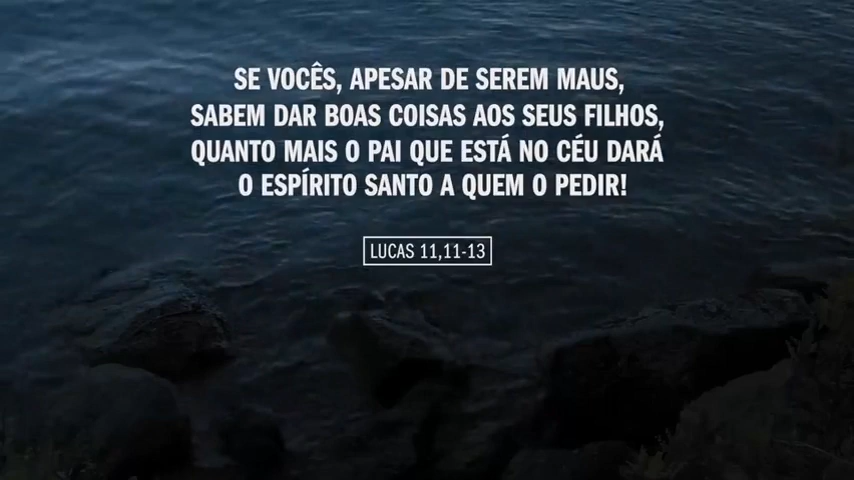 SE VOCÊS, APESAR DE SEREM MAUS,
SABEM DAR BOAS COISAS AOS SEUS FILHOS,
QUANTO MAIS O PAI QUE ESTÁ NO CÉU DARÁ
O ESPÍRITO SANTO A QUEM O PEDIR!
LUCAS 11,11-13